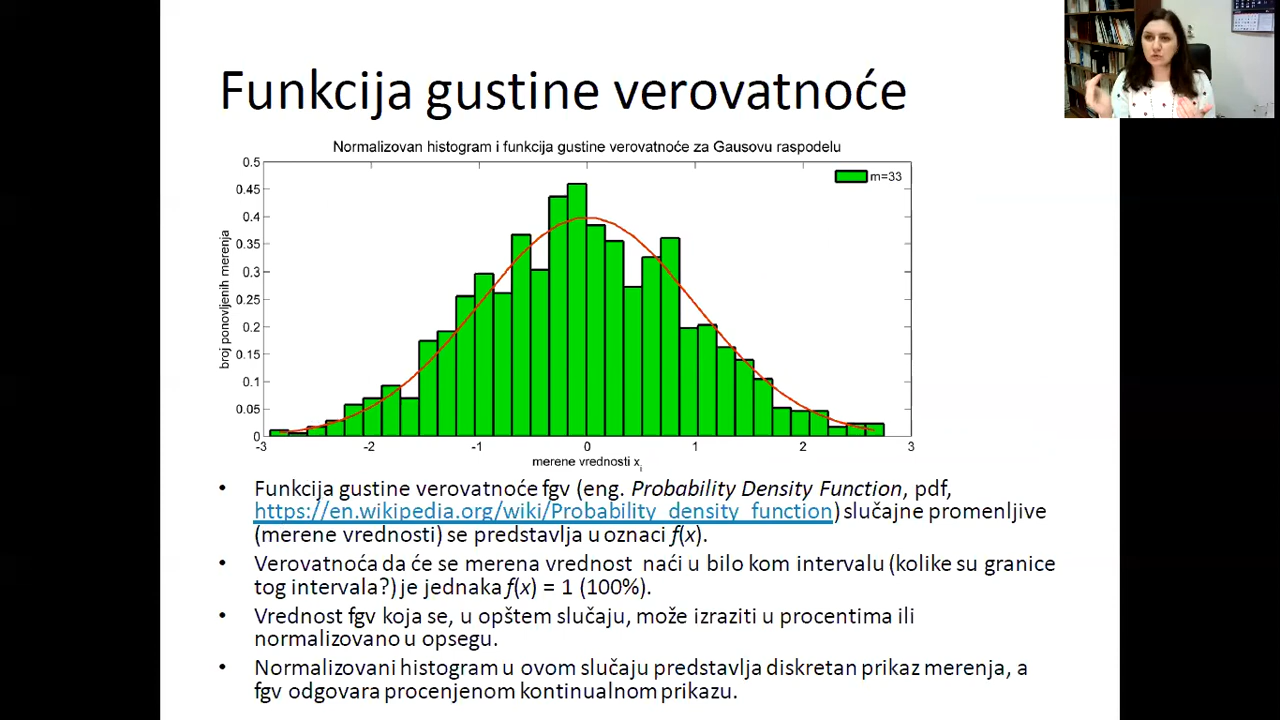 Funkcija gustine verovatnoće
Normalizovan histogram i funkcija gustine verovatnoće za Gausovu raspodelu
0.5
0.45
0.4
0.35
0.3
0.25
0.2
0.15
0.1
0.05
0
broj ponovljenih merenja
m=33
-3 -2 -1 0 1 2 3
merene vrednosti xi
• Funkcija gustine verovatnoće fgv (eng. Probability Density Function, pdf,
https://en.wikipedia.org/wiki/Probability_density_function) slučajne promenljive
(merene vrednosti) se predstavlja u oznaci f(x).
• Verovatnoća da će se merena vrednost naći u bilo kom intervalu (kolike su granice
tog intervala?) je jednaka f(x) = 1 (100%).
• Vrednost fgv koja se, u opštem slučaju, može izraziti u procentima ili
normalizovano u opsegu.
• Normalizovani histogram u ovom slučaju predstavlja diskretan prikaz merenja, a
fgv odgovara procenjenom kontinualnom prikazu.